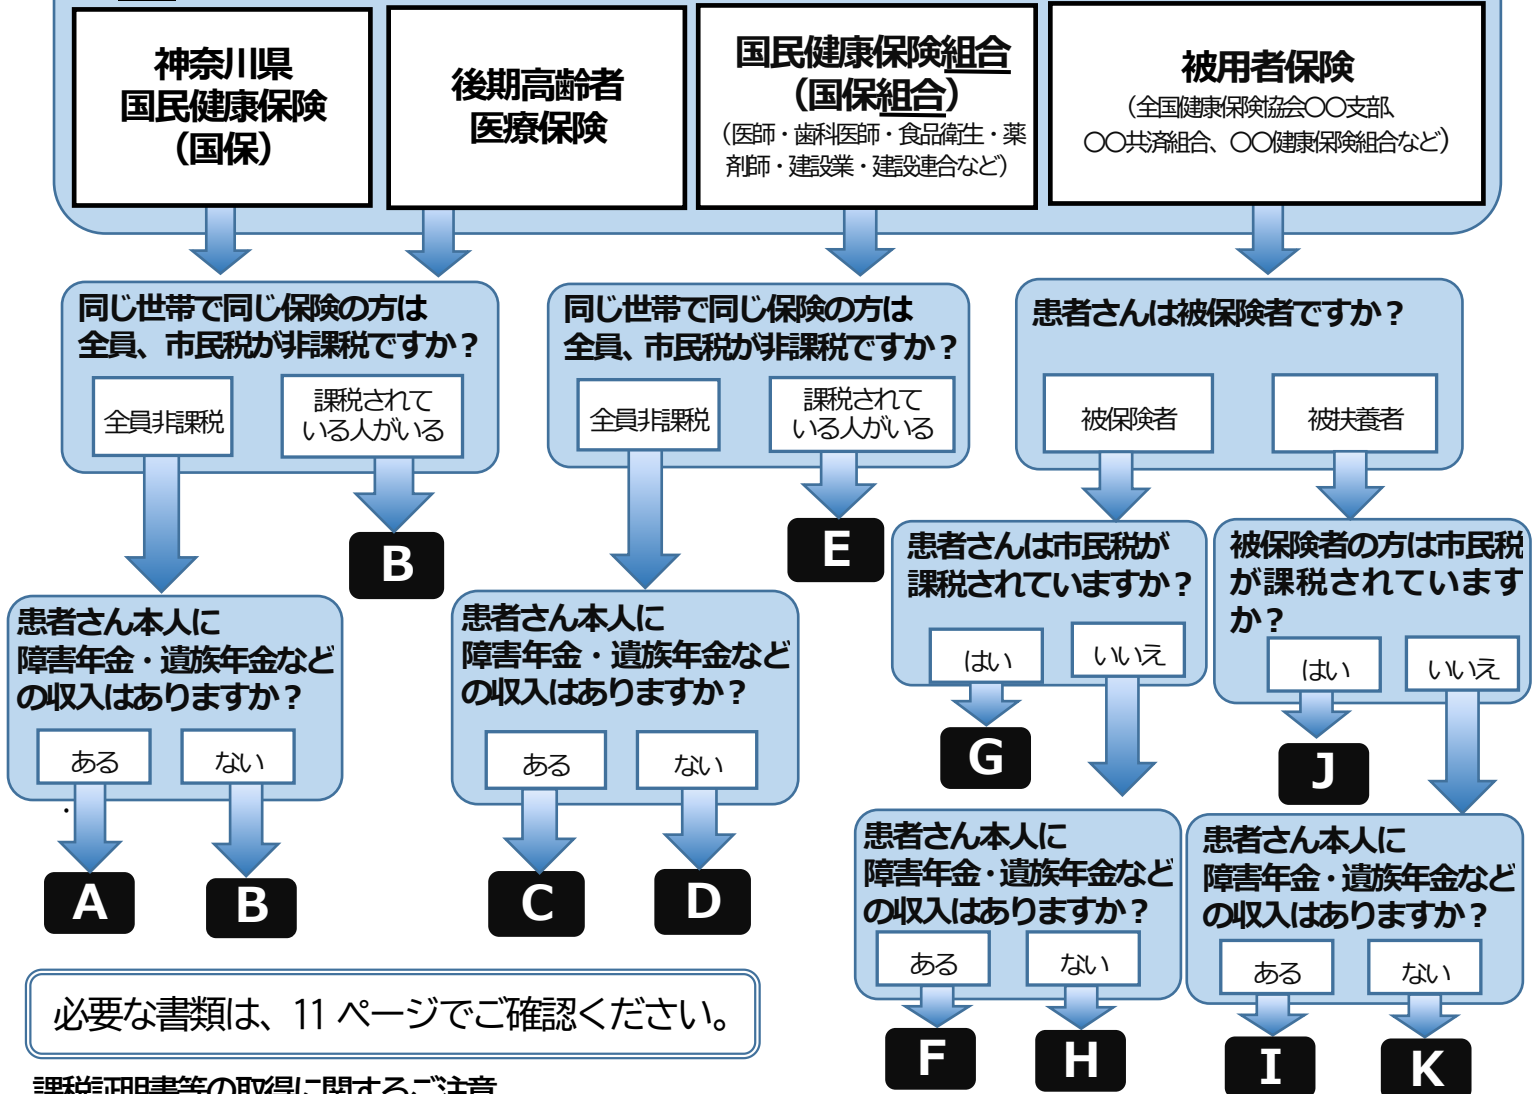 神奈川県
国民健康保険
（国保）
後期高齢者
医療保険
国民健康保険組合
（国保組合）
（医師・歯科医師・食品衛生・薬
剤師・建設業・建設連合など）
被用者保険
（全国健康保険協会〇〇支部、
〇〇共済組合、〇〇健康保険組合など）
同じ世帯で同じ保険の方は
全員、市民税が非課税ですか？
全員非課税
課税されて
いる人がいる
同じ世帯で同じ保険の方は
全員、市民税が非課税ですか？
全員非課税
課税されて
いる人がいる
患者さんは被保険者ですか？
被保険者
被扶養者
B
E
患者さんは市民税が
課税されていますか？
はい
いいえ
被保険者の方は市民税
が課税されています
か？
はい
いいえ
患者さん本人に
障害年金・遺族年金など
の収入はありますか？
ある
ない
患者さん本人に
障害年金・遺族年金など
の収入はありますか？
ある
ない
G
J
A
B
C
D
患者さん本人に
障害年金・遺族年金など
の収入はありますか？
ある
ない
患者さん本人に
障害年金・遺族年金など
の収入はありますか？
ある
ない
F
H
I
K
必要な書類は、11 ページでご確認ください。
課税証明書等の取得に関するご注意